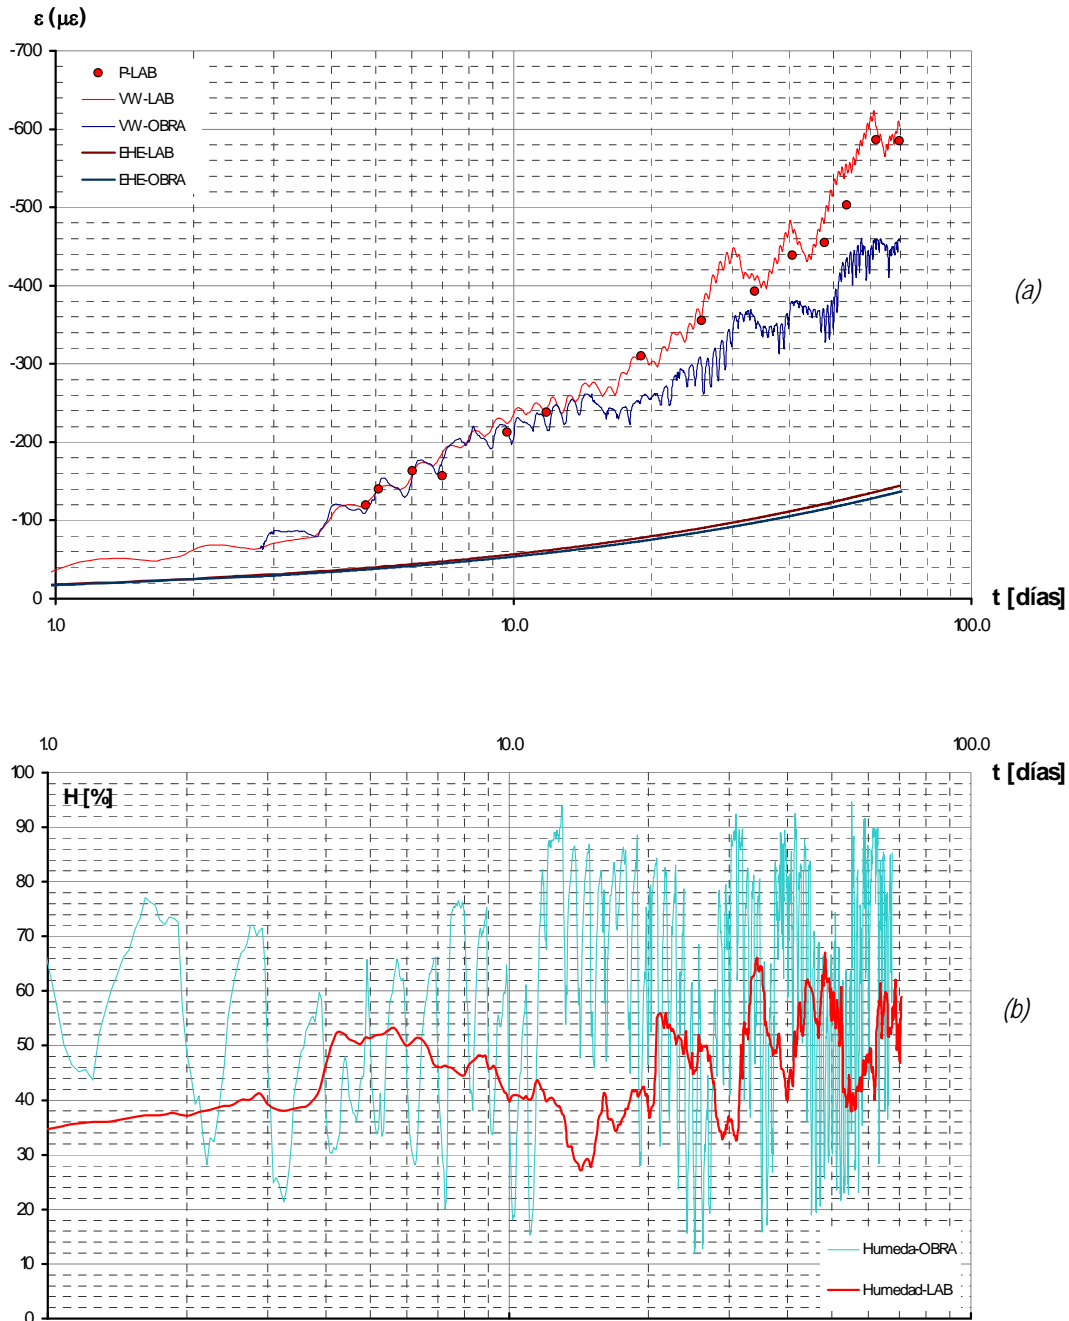 ε (με)
-700
-600
-500
-400
-300
-200
-100
0
P-LAB
VW-LAB
VW-OBRA
EHE-LAB
EHE-OBRA
(a)
t [días]
1.0
10.0
100.0
1.0
10.0
100.0
t [días]
H [%]
100
90
80
70
60
50
40
30
20
10
0
(b)
Humeda-OBRA
Humedad-LAB